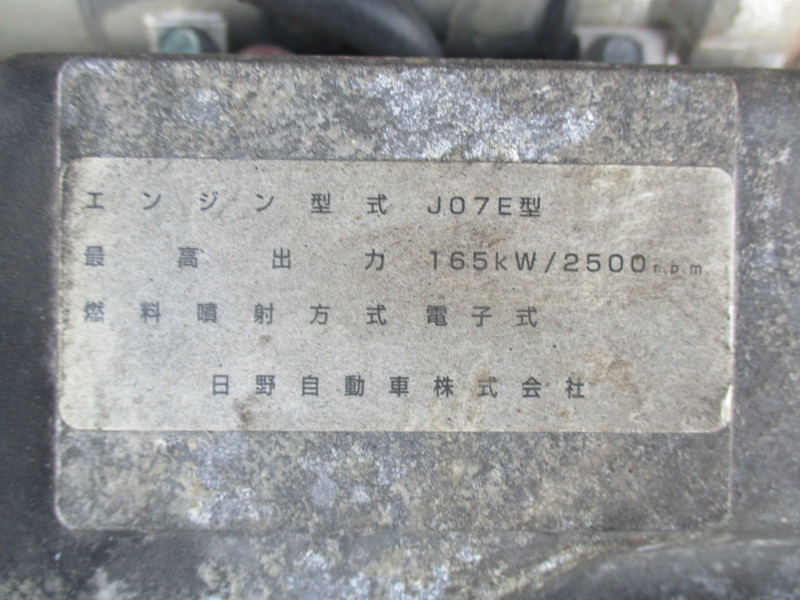 エンジン型式 J07E型
最高出力 165kW/2500r.p.m
燃料噴射方式 電子式
日野自動車株式会社